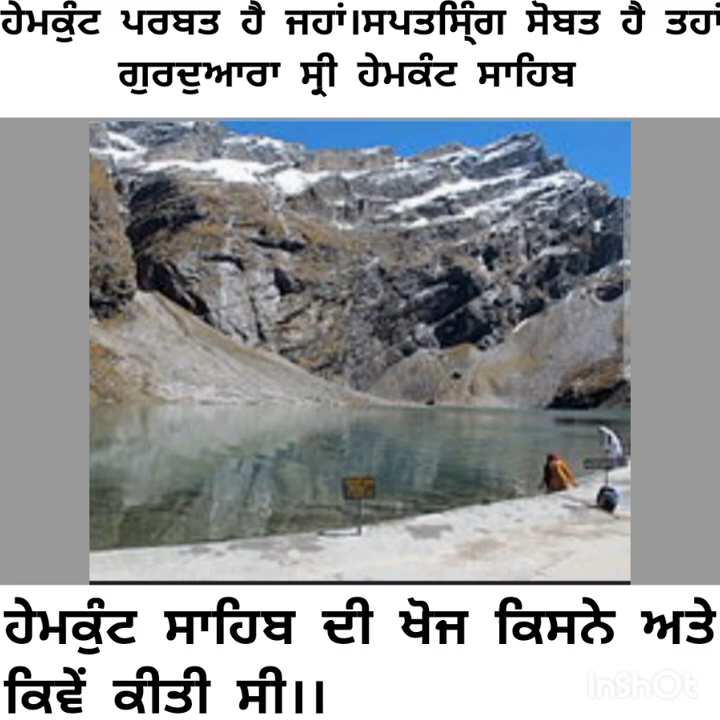 ਹੇਮਕੁੰਟ ਪਰਬਤ ਹੈ ਜਹਾਂ।ਸਪਤਸ੍ਰਿੰਗ ਸੋਬਤ ਹੈ ਤਹਾਂ
ਗੁਰਦੁਆਰਾ ਸ੍ਰੀ ਹੇਮਕੰਟ ਸਾਹਿਬ
ਹੇਮਕੁੰਟ ਸਾਹਿਬ ਦੀ ਖੋਜ ਕਿਸਨੇ ਅਤੇ
ਕਿਵੇਂ ਕੀਤੀ ਸੀ।।
InShOt